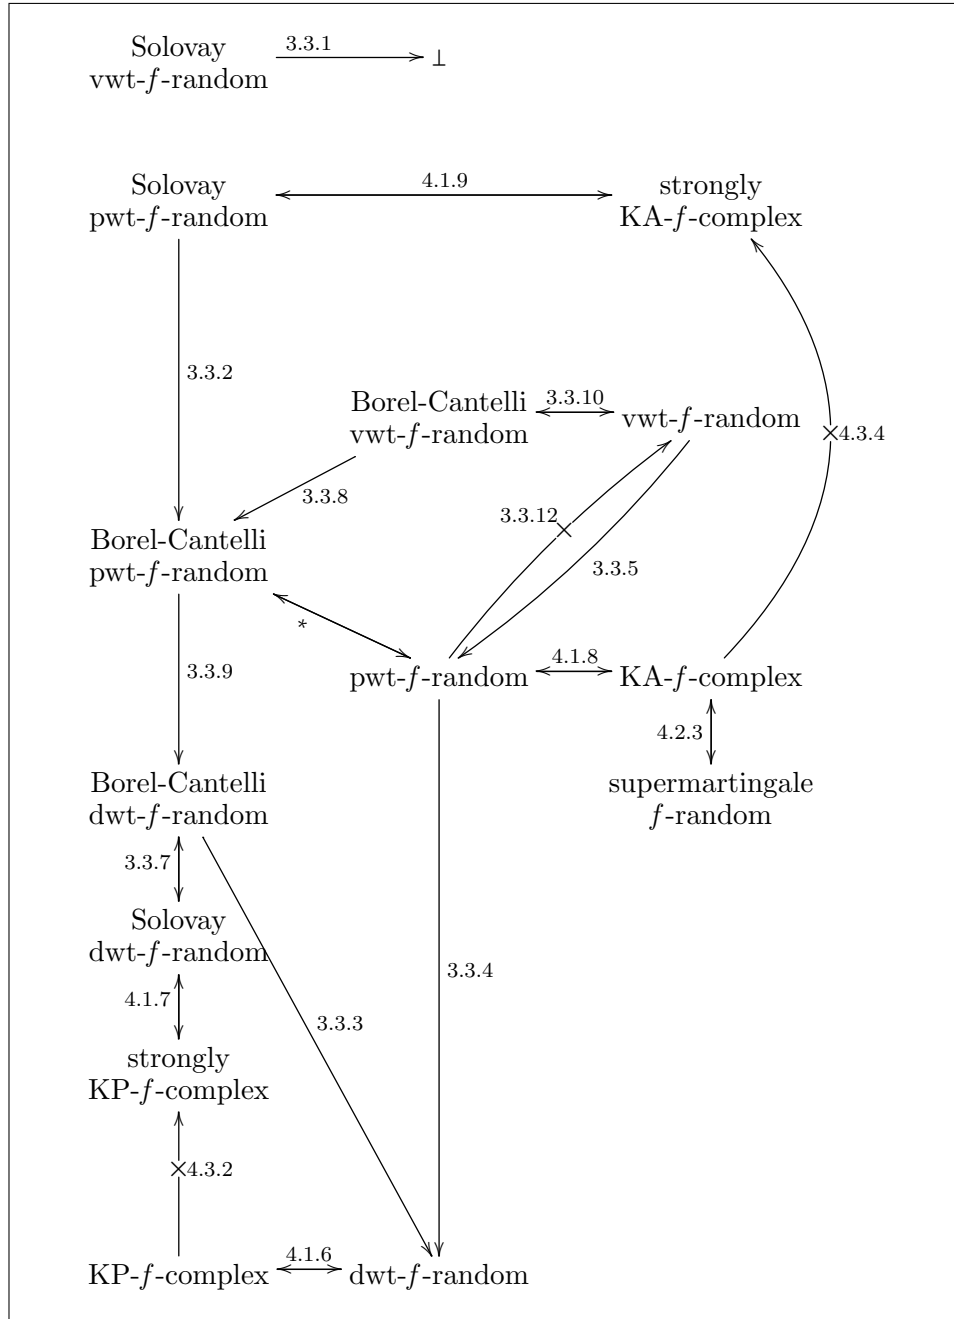 Solovay
vwt-f-random
3.3.1
⊥
Solovay
pwt-f-random
4.1.9
strongly
KA-f-complex
3.3.2
Borel-Cantelli
vwt-f-random
3.3.10
vwt-f-random
4.3.4
3.3.8
3.3.12
3.3.5
Borel-Cantelli
pwt-f-random
*
3.3.9
pwt-f-random
4.1.8
KA-f-complex
4.2.3
Borel-Cantelli
dwt-f-random
supermartingale
f-random
3.3.7
Solovay
dwt-f-random
3.3.4
4.1.7
3.3.3
strongly
KP-f-complex
4.3.2
KP-f-complex
4.1.6
dwt-f-random